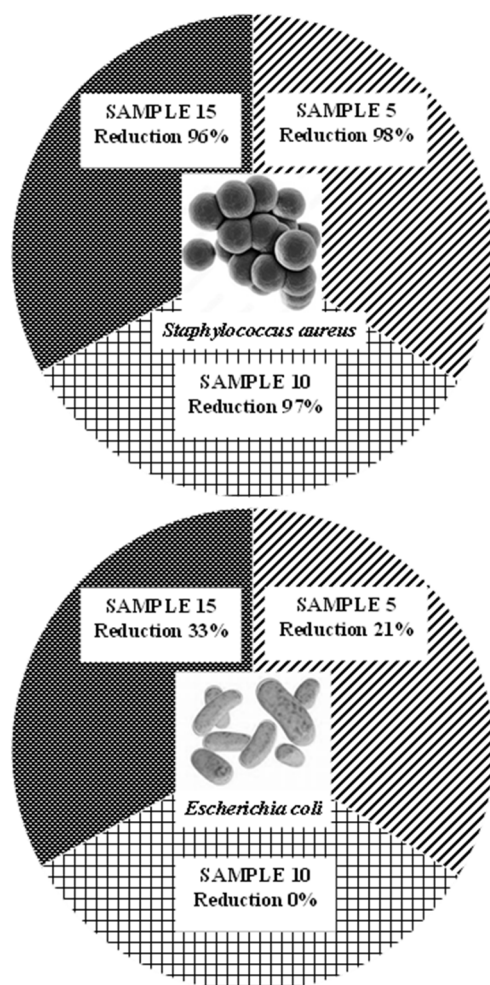 SAMPLE 15
Reduction 96%
SAMPLE 5
Reduction 98%
Staphylococcus aureus
SAMPLE 10
Reduction 97%
SAMPLE 15
Reduction 33%
SAMPLE 5
Reduction 21%
Escherichia coli
SAMPLE 10
Reduction 0%